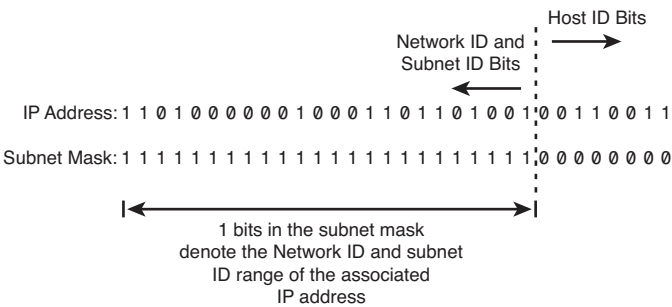 Host ID Bits
Network ID and
Subnet ID Bits
IP Address: 1 1 0 1 0 0 0 0 0 0 1 0 0 0 1 1 0 1 1 0 1 0 0 1 0 0 1 1 0 0 1 1
Subnet Mask: 1 1 1 1 1 1 1 1 1 1 1 1 1 1 1 1 1 1 1 1 1 1 1 1 0 0 0 0 0 0 0 0
1 bits in the subnet mask
denote the Network ID and subnet
ID range of the associated
IP address